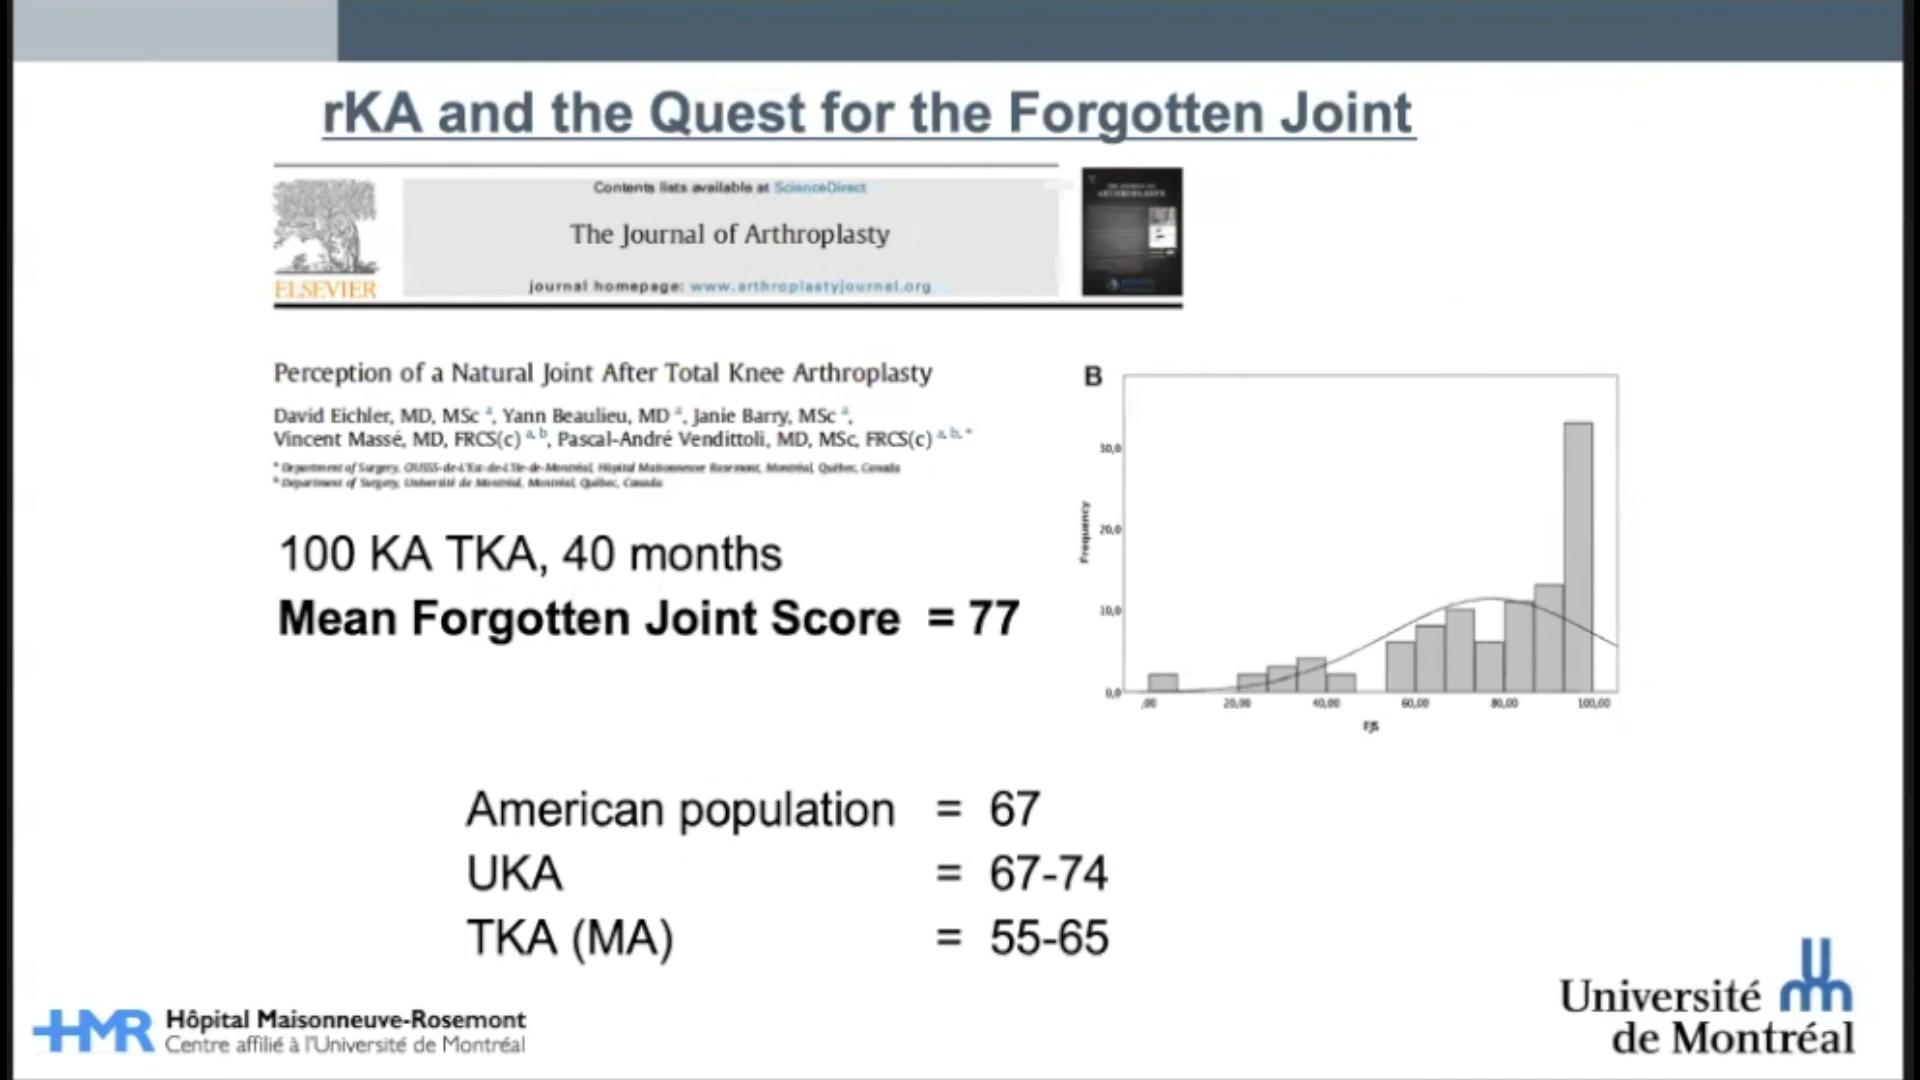 rKA and the Quest for the Forgotten Joint
Contents lists available at ScienceDirect
The Journal of Arthroplasty
journal homepage: www.arthroplastyjournal.org
ELSEVIER
ARTHROPLASTY
Perception of a Natural Joint After Total Knee Arthroplasty
David Eichler, MD, MSc a, Yann Beaulieu, MD a, Janie Barry, MSc a,
Vincent Massé, MD, FRCS(c) a, b, Pascal-André Vendittoli, MD, MSc, FRCS(c) a, b, *
a Department of Surgery, CIUSSS-de-L'Est-de-L'Ile-de-Montréal, Hôpital Maisonneuve Rosemont, Montréal, Québec, Canada
b Department of Surgery, Université de Montréal, Montréal, Québec, Canada
100 KA TKA, 40 months
Mean Forgotten Joint Score = 77
B
Frequency
30,0
20,0
10,0
0,0
,00 20,00 40,00 60,00 80,00 100,00
FJS
American population = 67
UKA = 67-74
TKA (MA) = 55-65
HMR Hôpital Maisonneuve-Rosemont
Centre affilié à l'Université de Montréal
Université
de Montréal